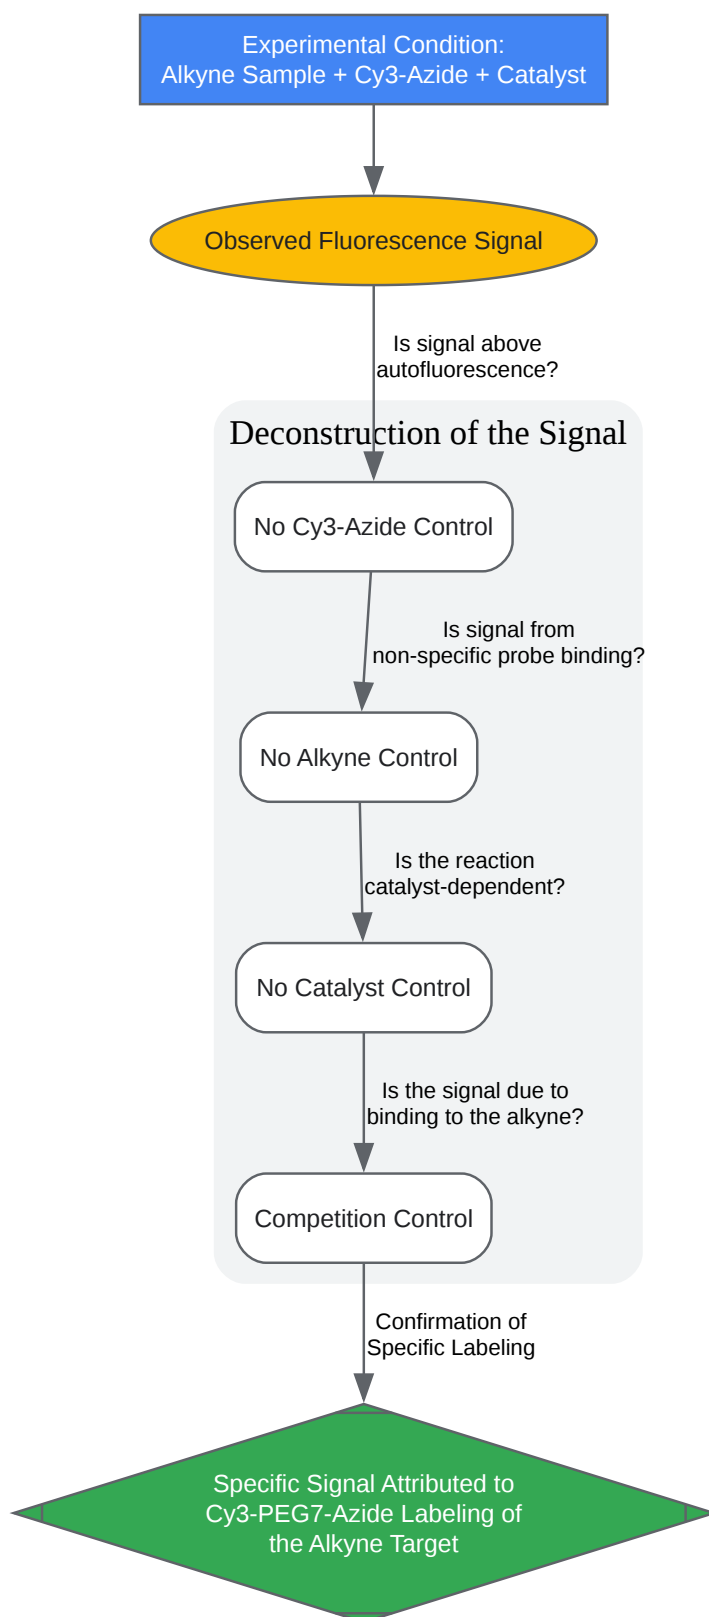 Experimental Condition:
Alkyne Sample + Cy3-Azide + Catalyst
Observed Fluorescence Signal
Is signal above
autofluorescence?
Deconstruction of the Signal
No Cy3-Azide Control
Is signal from
non-specific probe binding?
No Alkyne Control
Is the reaction
catalyst-dependent?
No Catalyst Control
Is the signal due to
binding to the alkyne?
Competition Control
Confirmation of
Specific Labeling
Specific Signal Attributed to
Cy3-PEG7-Azide Labeling of
the Alkyne Target